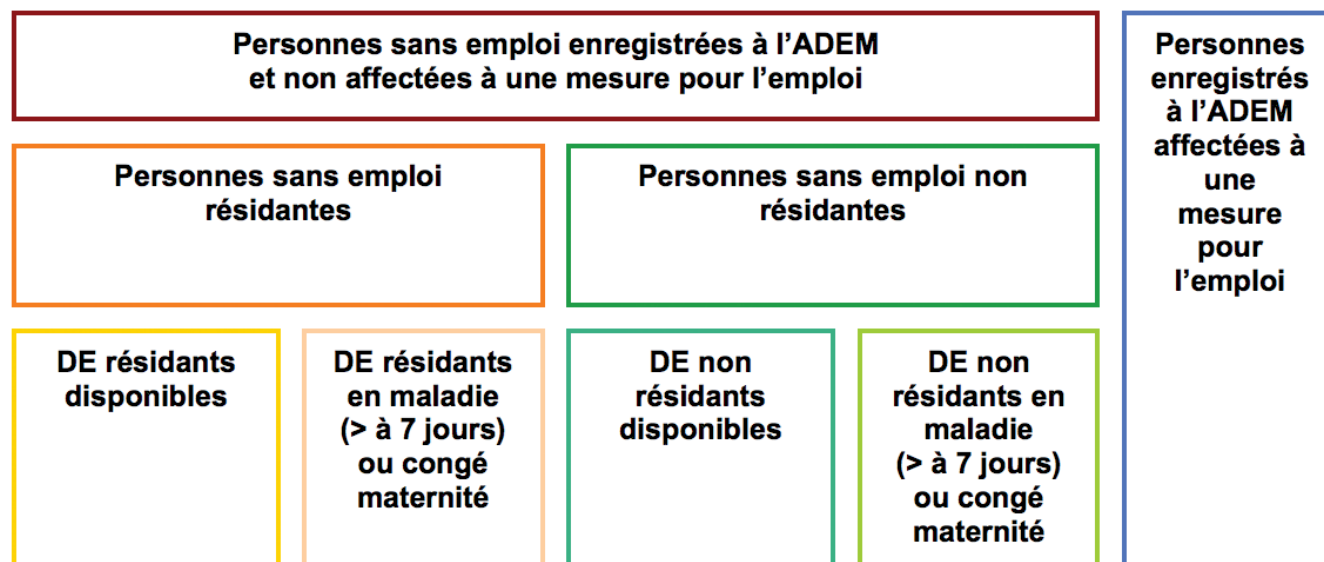 Personnes sans emploi enregistrées à l'ADEM
et non affectées à une mesure pour l'emploi
Personnes
enregistrés
à l'ADEM
affectées à
une
mesure
pour
l'emploi
Personnes sans emploi
résidantes
Personnes sans emploi non
résidantes
DE résidants
disponibles
DE résidants
en maladie
(> à 7 jours)
ou congé
maternité
DE non
résidants
disponibles
DE non
résidants en
maladie
(> à 7 jours)
ou congé
maternité